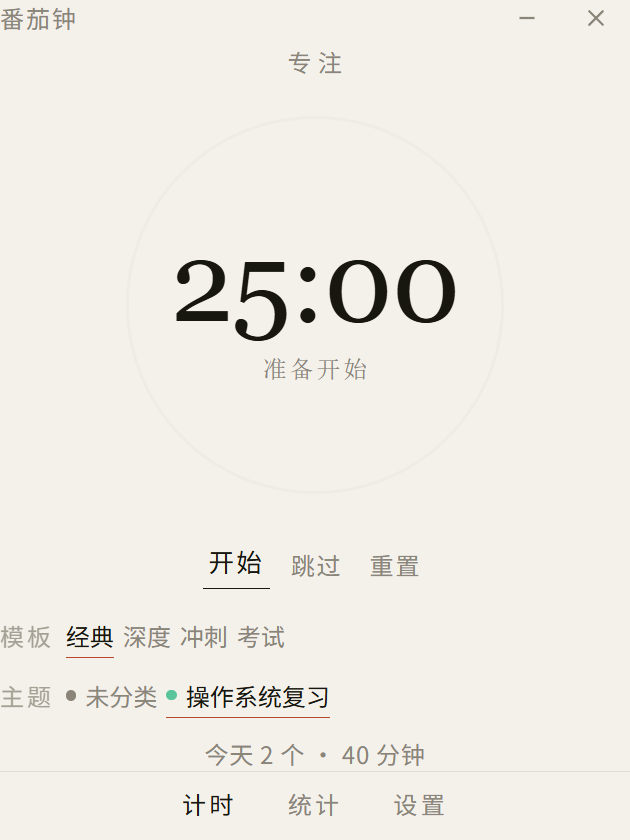 番茄钟
专注
25:00
准备开始
开始 跳过 重置
模板 经典 深度 冲刺 考试
主题 未分类 操作系统复习
今天 2 个 · 40 分钟
计时 统计 设置